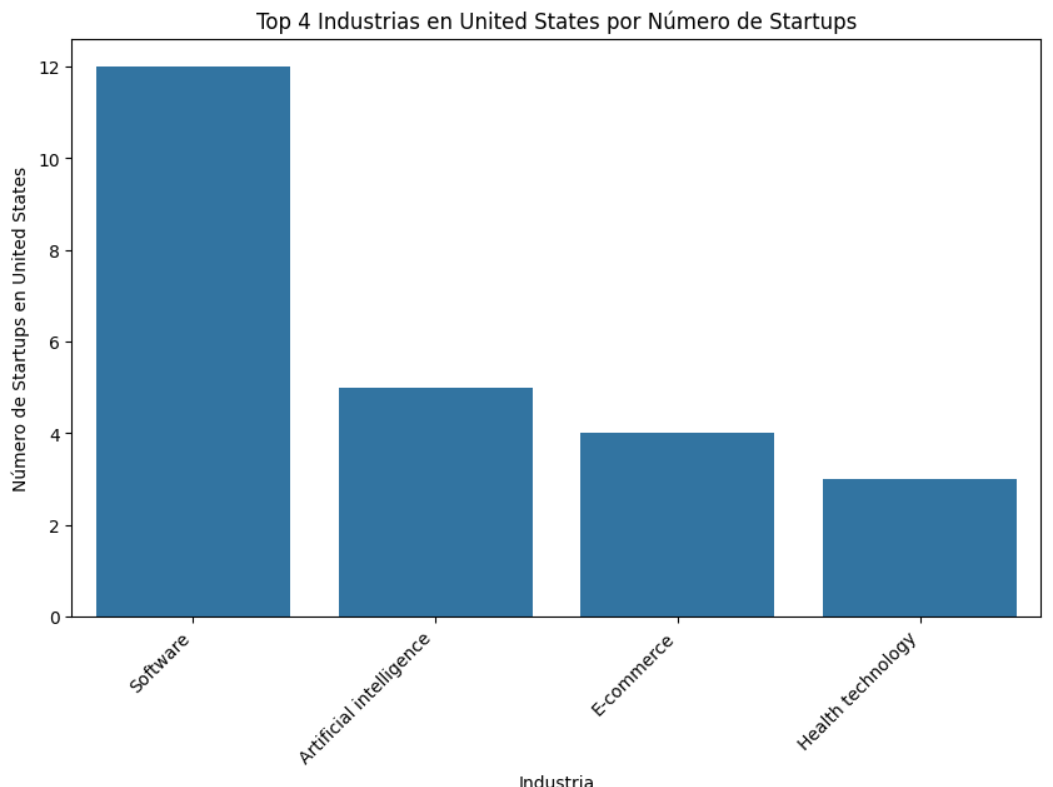 Top 4 Industrias en United States por Número de Startups
Número de Startups en United States
12
10
8
6
4
2
0
Software
Artificial intelligence
E-commerce
Health technology
Industria